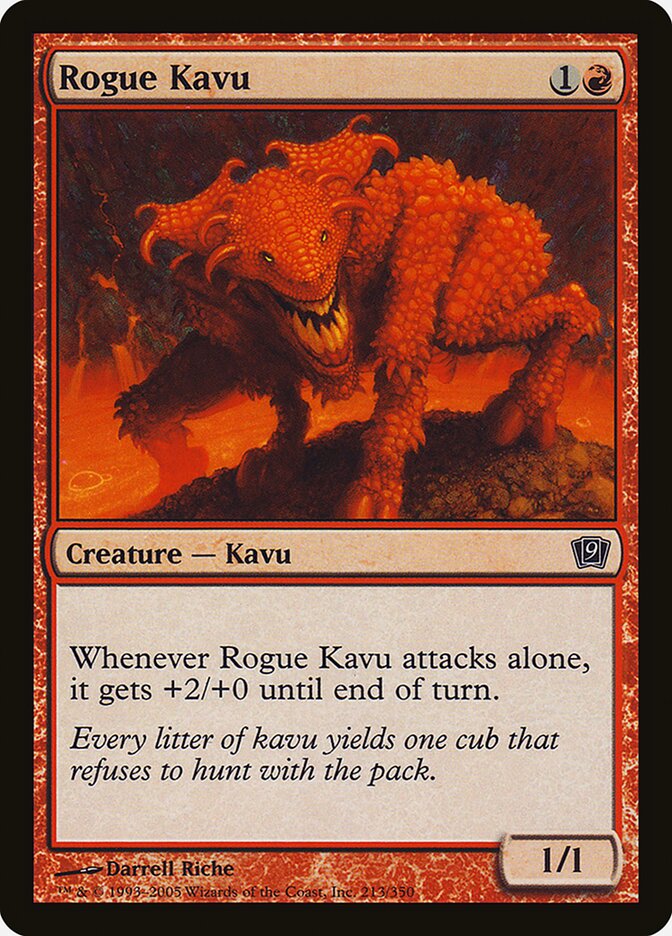 Rogue Kavu 1
Creature — Kavu 9
Whenever Rogue Kavu attacks alone,
it gets +2/+0 until end of turn.
Every litter of kavu yields one cub that
refuses to hunt with the pack.
1/1
Darrell Riche
™ & © 1993–2005 Wizards of the Coast, Inc. 213/350